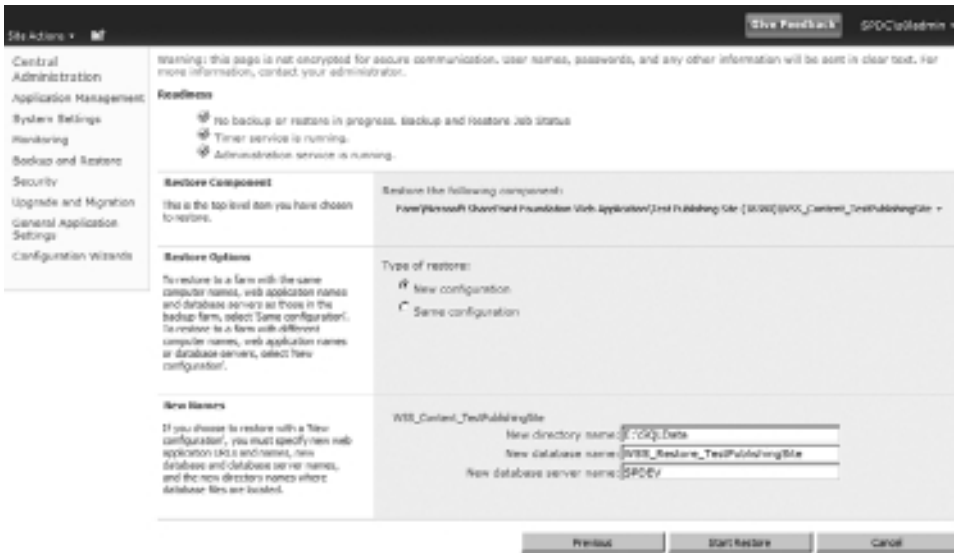 Give Feedback
Site Actions
Central
Administration
Application Management
System Settings
Monitoring
Backup and Restore
Security
Upgrade and Migration
General Application
Settings
Configuration Wizards
Warning: this page is not encrypted for secure communication. User names, passwords, and any other information will be sent in clear text. For
more information, contact your administrator.
Readiness
No backup or restore in progress. Backup and Restore Job Status
Timer service is running.
Administration service is running.
Restore Component
This is the top level item you have chosen
to restore.
Restore the following component:
Farm\Microsoft SharePoint Foundation Web Application\Test Publishing Site \WSS_Content_TestPublishingSite
Restore Options
To restore to a farm with the same
computer names, web application names
and database servers as those in the
backup farm, select 'Same configuration'.
To restore to a farm with different
computer names, web application names
or database servers, select 'New
configuration'.
Type of restore:
New configuration
Same configuration
New Names
If you choose to restore with a 'New
configuration', you must specify new web
application URLs and names, new
database and database server names,
and the new directory names where
database files are located.
WSS_Content_TestPublishingSite
New directory name: E:\SQLData
New database name: WSS_Restore_TestPublishingSite
New database server name: SPDEV
Previous
Start Restore
Cancel